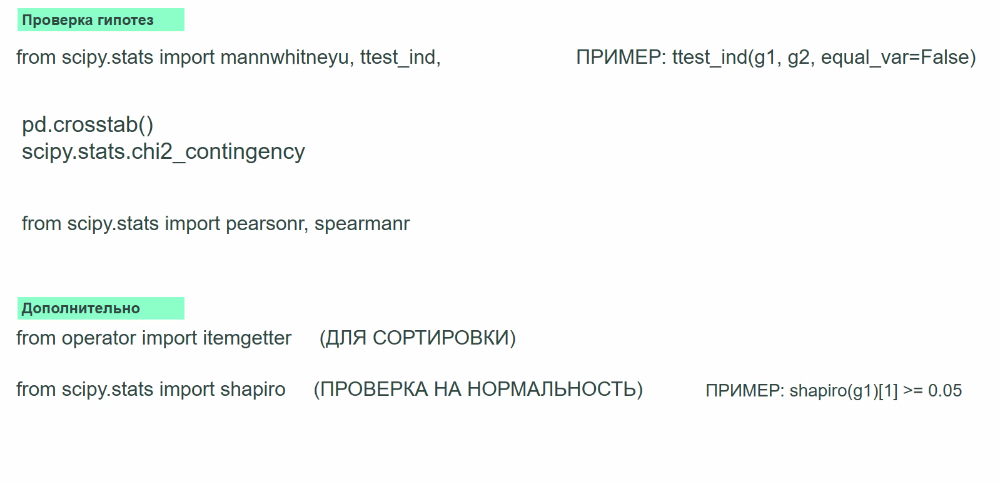 Проверка гипотез
from scipy.stats import mannwhitneyu, ttest_ind,
ПРИМЕР: ttest_ind(g1, g2, equal_var=False)
pd.crosstab()
scipy.stats.chi2_contingency
from scipy.stats import pearsonr, spearmanr
Дополнительно
from operator import itemgetter (ДЛЯ СОРТИРОВКИ)
from scipy.stats import shapiro (ПРОВЕРКА НА НОРМАЛЬНОСТЬ)
ПРИМЕР: shapiro(g1)[1] >= 0.05